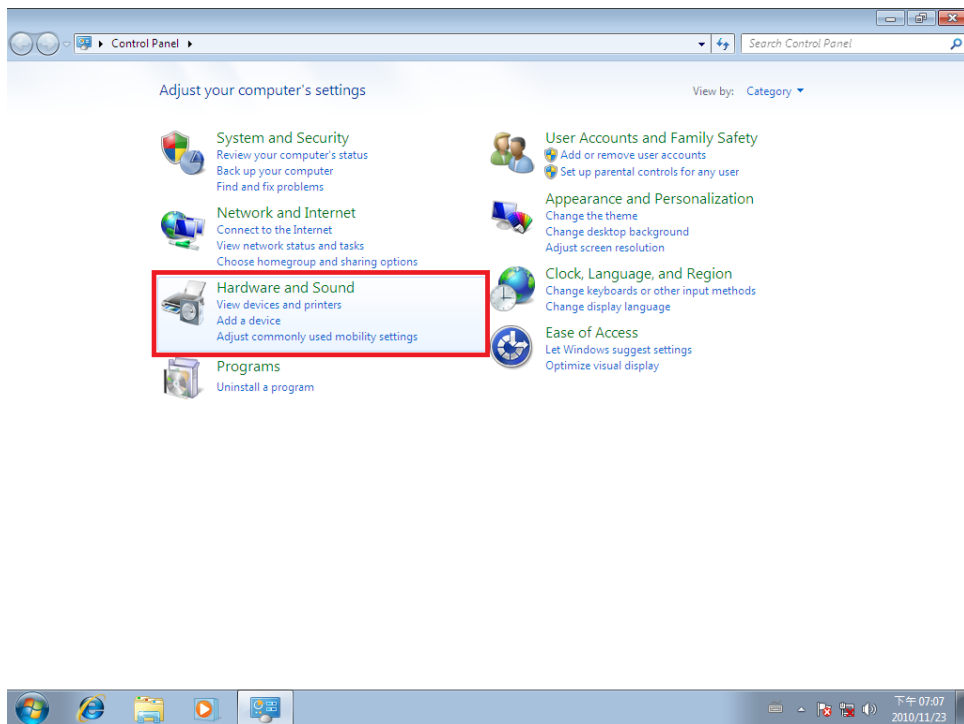 Control Panel
Search Control Panel
Adjust your computer's settings
View by: Category
System and Security
Review your computer's status
Back up your computer
Find and fix problems
Network and Internet
Connect to the Internet
View network status and tasks
Choose homegroup and sharing options
Hardware and Sound
View devices and printers
Add a device
Adjust commonly used mobility settings
Programs
Uninstall a program
User Accounts and Family Safety
Add or remove user accounts
Set up parental controls for any user
Appearance and Personalization
Change the theme
Change desktop background
Adjust screen resolution
Clock, Language, and Region
Change keyboards or other input methods
Change display language
Ease of Access
Let Windows suggest settings
Optimize visual display
下午 07:07
2010/11/23